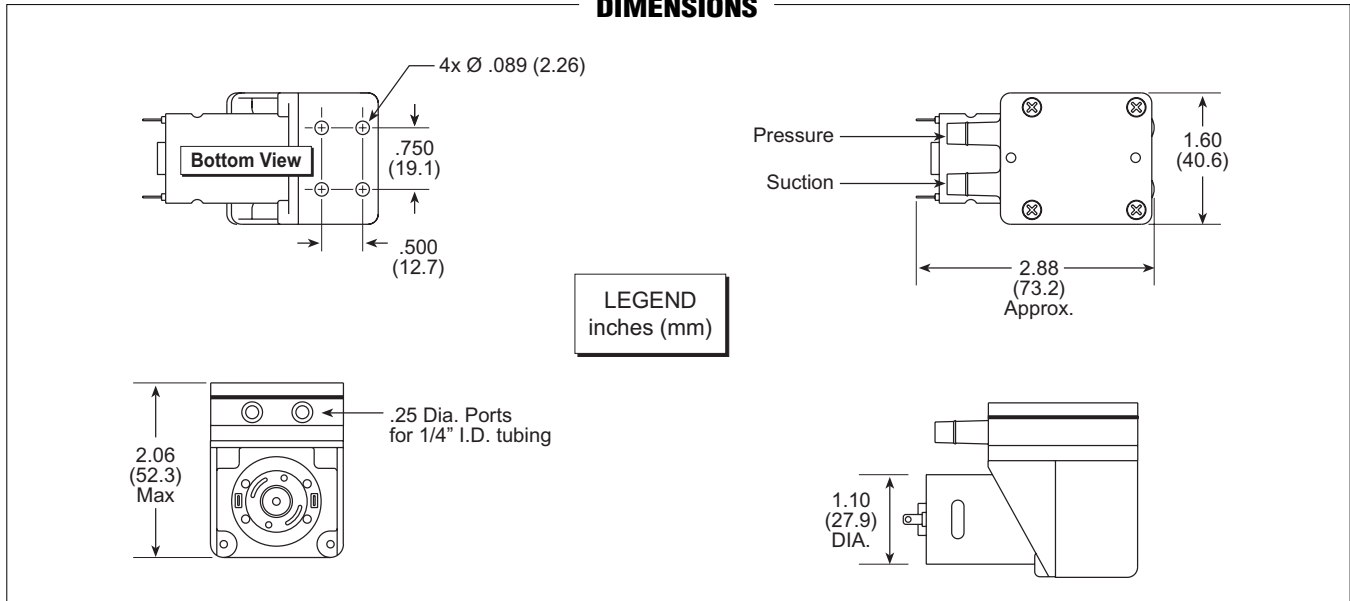 DIMENSIONS
4x Ø .089 (2.26)
Bottom View
.750
(19.1)
.500
(12.7)
Pressure
Suction
1.60
(40.6)
2.88
(73.2)
Approx.
LEGEND
inches (mm)
2.06
(52.3)
Max
.25 Dia. Ports
for 1/4” I.D. tubing
1.10
(27.9)
DIA.